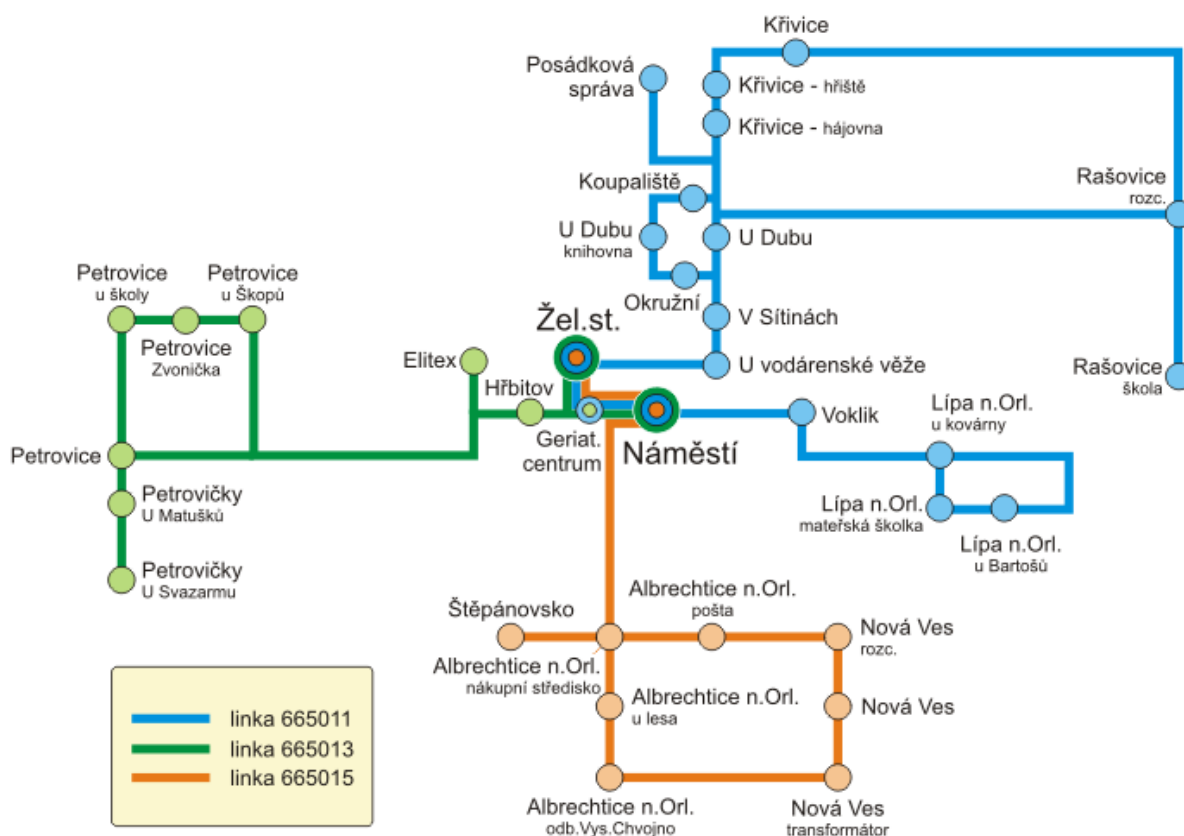 Křivice
Posádková
správa
Křivice - hřiště
Křivice - hájovna
Koupaliště
Rašovice
rozc.
U Dubu
knihovna
U Dubu
Petrovice
u školy
Petrovice
u Škopů
Okružní
V Sítinách
Žel.st.
Petrovice
Zvonička
Elitex
U vodárenské věže
Rašovice
škola
Hřbitov
Voklik
Lípa n.Orl.
u kovárny
Geriat.
centrum
Náměstí
Petrovice
Petrovičky
U Matušků
Lípa n.Orl.
mateřská školka
Lípa n.Orl.
u Bartošů
Petrovičky
U Svazarmu
Štěpánovsko
Albrechtice n.Orl.
pošta
Nová Ves
rozc.
Albrechtice n.Orl.
nákupní středisko
Albrechtice n.Orl.
u lesa
Nová Ves
linka 665011
linka 665013
linka 665015
Albrechtice n.Orl.
odb.Vys.Chvojno
Nová Ves
transformátor